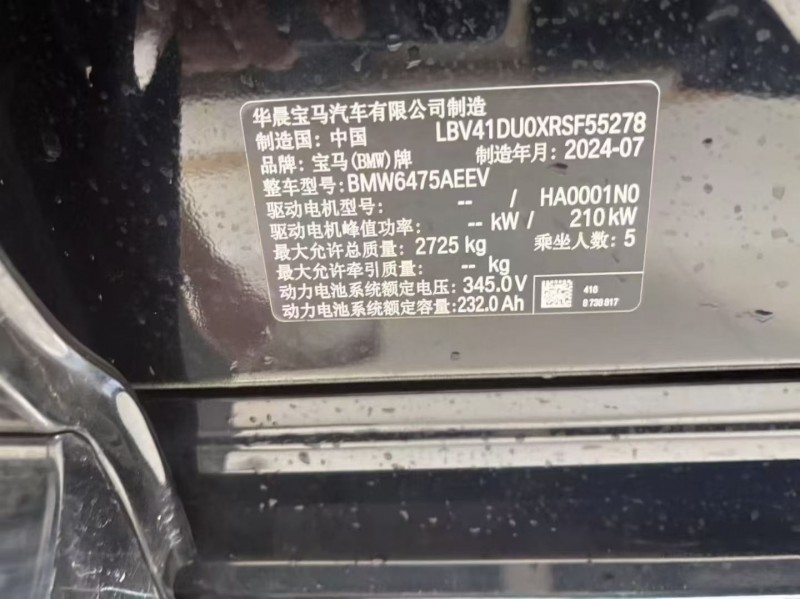 华晨宝马汽车有限公司制造
制造国: 中国 LBV41DU0XRSF55278
品牌: 宝马(BMW)牌 制造年月: 2024-07
整车型号: BMW6475AEEV
驱动电机型号: -- / HA0001N0
驱动电机峰值功率: -- kW / 210 kW
最大允许总质量: 2725 kg 乘坐人数: 5
最大允许牵引质量: -- kg
动力电池系统额定电压: 345.0 V
动力电池系统额定容量: 232.0 Ah
410
8 738 817